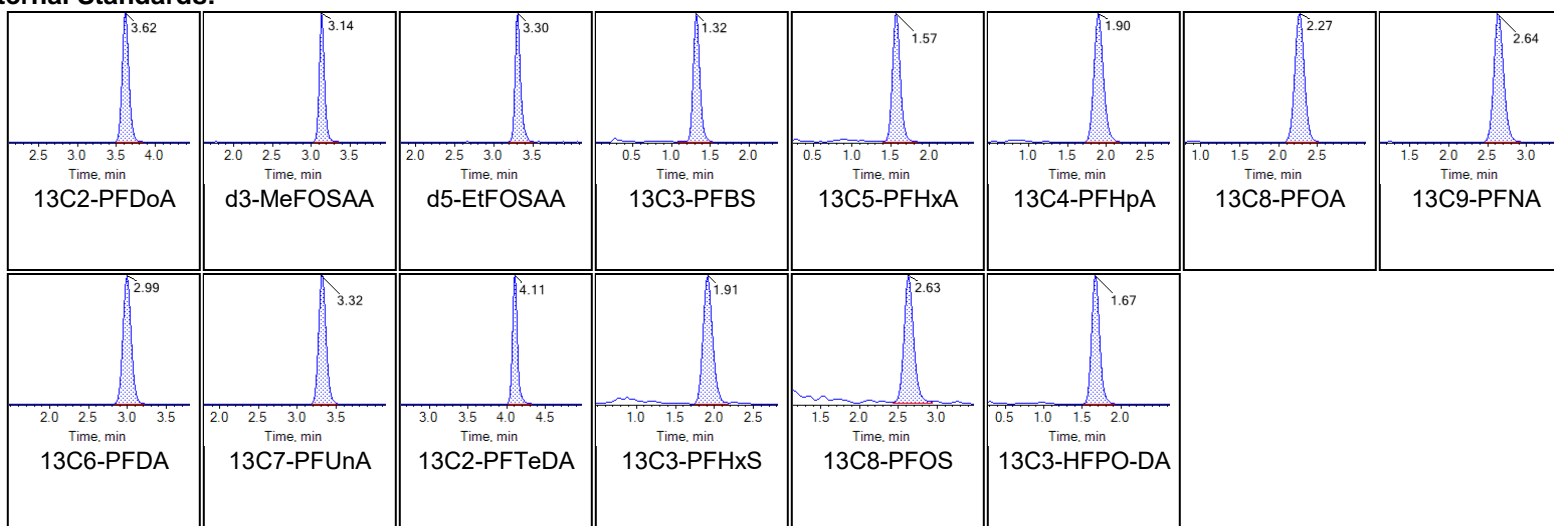 ternal Standards:
3.62
2.5 3.0 3.5 4.0
Time, min
13C2-PFDoA
3.14
2.0 2.5 3.0 3.5
Time, min
d3-MeFOSAA
3.30
2.0 2.5 3.0 3.5
Time, min
d5-EtFOSAA
1.32
0.5 1.0 1.5 2.0
Time, min
13C3-PFBS
1.57
0.5 1.0 1.5 2.0
Time, min
13C5-PFHxA
1.90
1.0 1.5 2.0 2.5
Time, min
13C4-PFHpA
2.27
1.0 1.5 2.0 2.5
Time, min
13C8-PFOA
2.64
1.5 2.0 2.5 3.0
Time, min
13C9-PFNA
2.99
2.0 2.5 3.0 3.5
Time, min
13C6-PFDA
3.32
2.0 2.5 3.0 3.5
Time, min
13C7-PFUnA
4.11
3.0 3.5 4.0 4.5
Time, min
13C2-PFTeDA
1.91
1.0 1.5 2.0 2.5
Time, min
13C3-PFHxS
2.63
1.5 2.0 2.5 3.0
Time, min
13C8-PFOS
1.67
0.5 1.0 1.5 2.0
Time, min
13C3-HFPO-DA